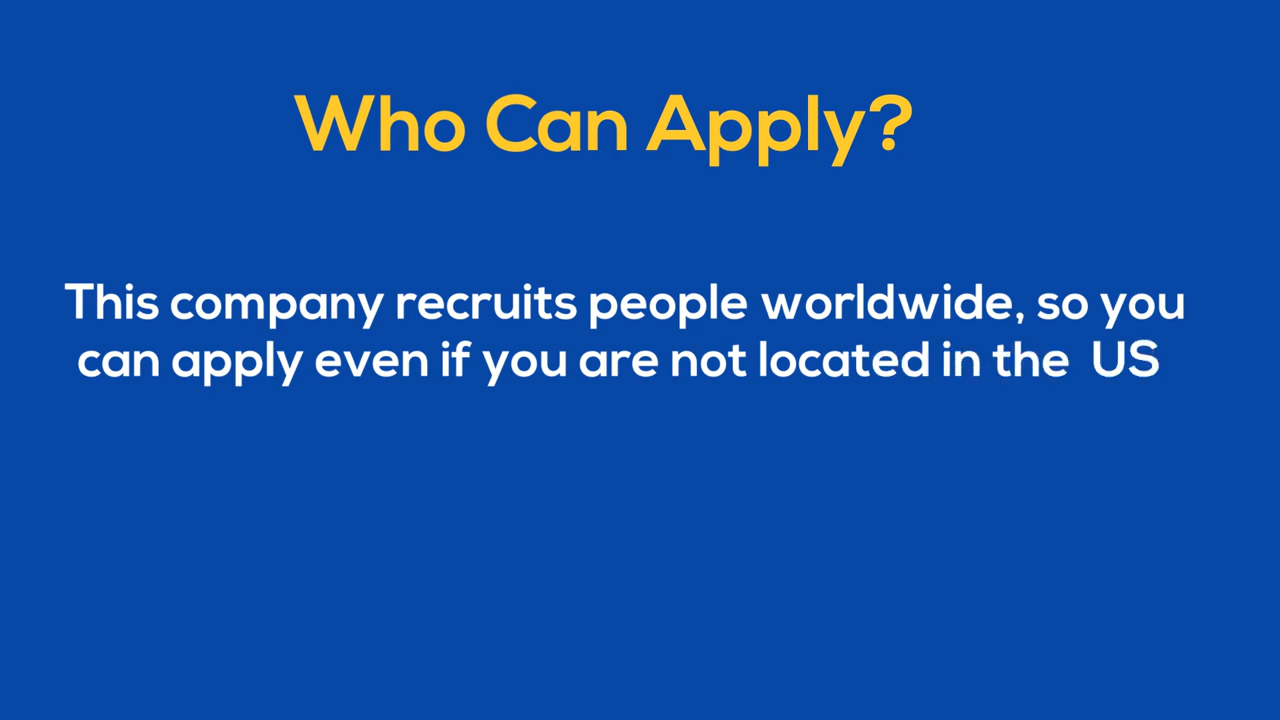 Who Can Apply?
This company recruits people worldwide, so you
can apply even if you are not located in the  US